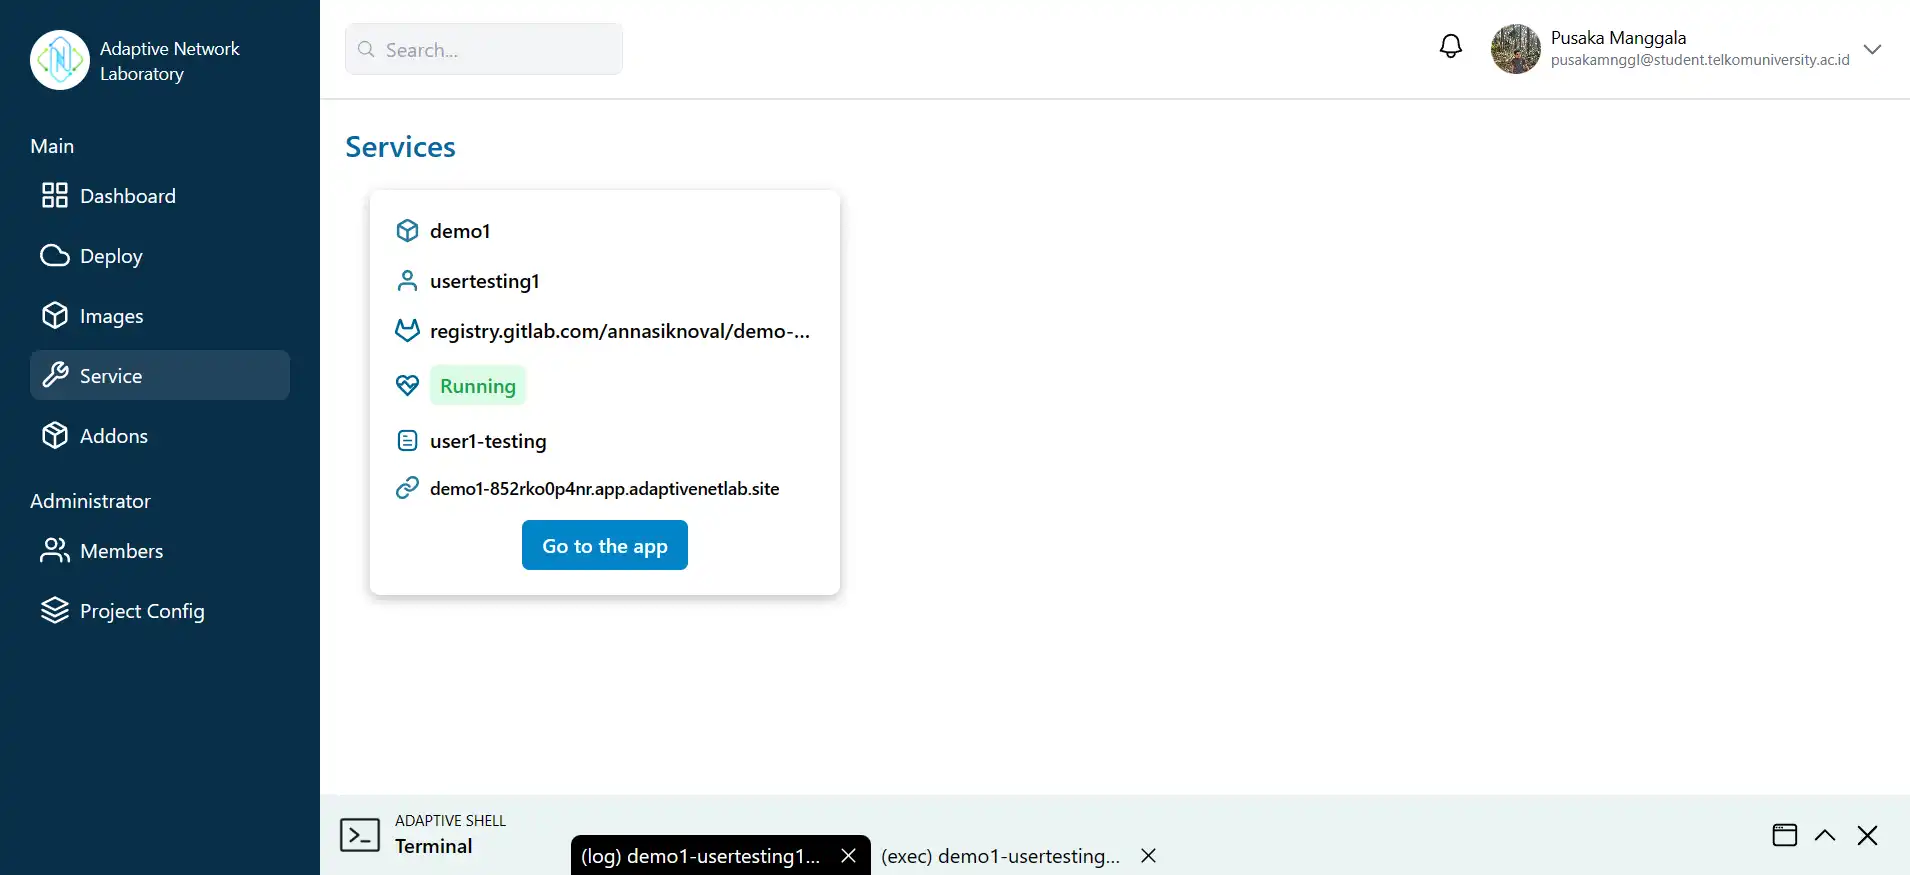 Adaptive Network
Laboratory
Main
Dashboard
Deploy
Images
Service
Addons
Administrator
Members
Project Config
Search...
Pusaka Manggala
pusakamnggl@student.telkomuniversity.ac.id
Services
demo1
usertesting1
registry.gitlab.com/annasiknoval/demo-...
Running
user1-testing
demo1-852rko0p4nr.app.adaptivenetlab.site
Go to the app
ADAPTIVE SHELL
Terminal
(log) demo1-usertesting1...
(exec) demo1-usertesting...